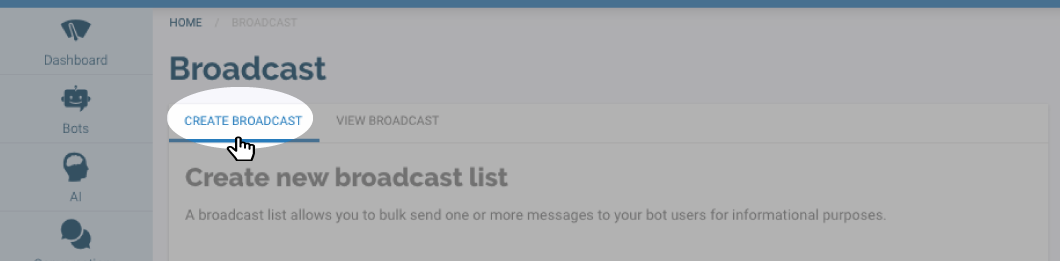 HOME / BROADCAST
Dashboard
Broadcast
CREATE BROADCAST VIEW BROADCAST
Bots
Create new broadcast list
AI
A broadcast list allows you to bulk send one or more messages to your bot users for informational purposes.